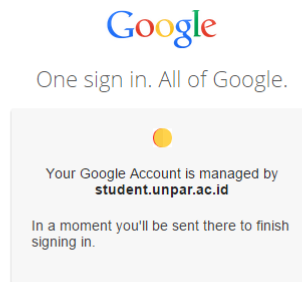 Google
One sign in. All of Google.
Your Google Account is managed by
student.unpar.ac.id
In a moment you'll be sent there to finish
signing in.